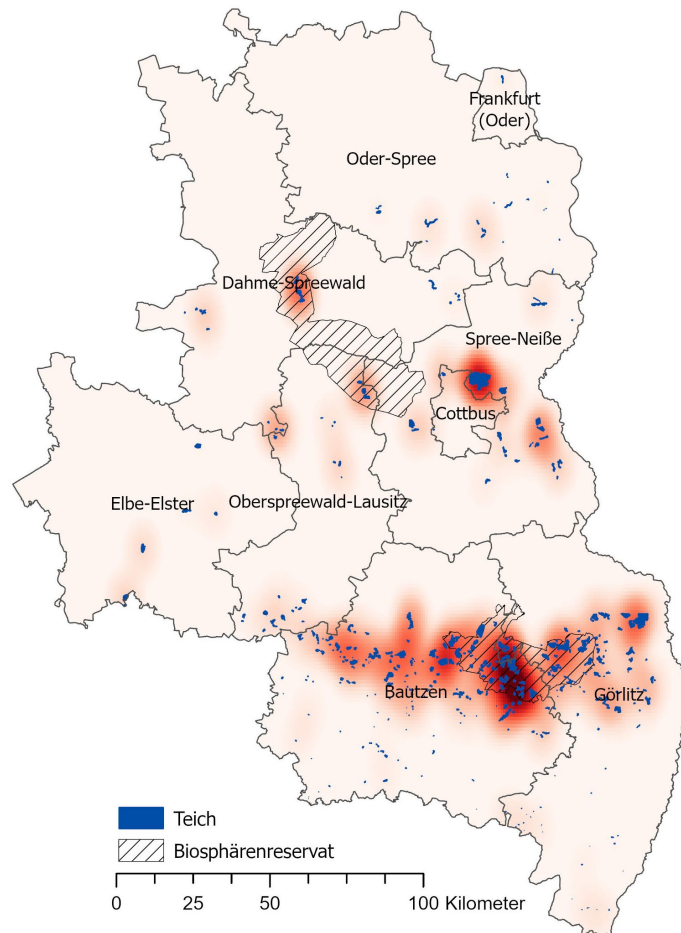 Frankfurt
(Oder)
Oder-Spree
Dahme-Spreewald
Spree-Neiße
Cottbus
Elbe-Elster
Oberspreewald-Lausitz
Bautzen
Görlitz
Teich
Biosphärenreservat
0 25 50 100 Kilometer